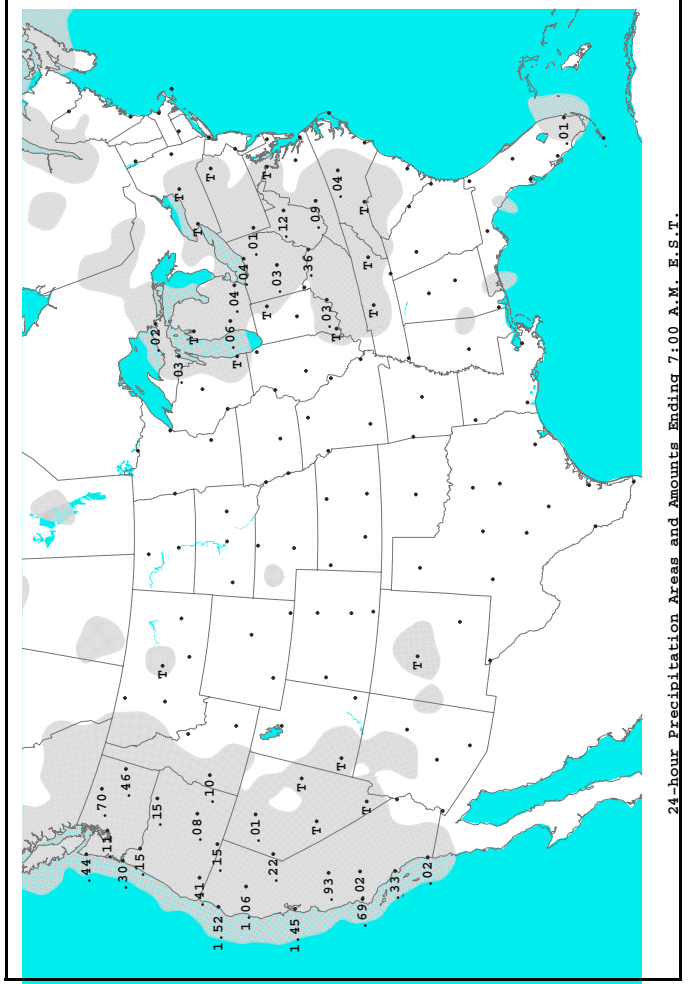 .44
.70
.11
.30
.46
.15
.15
.02
T
.03
T
T
T
.41
.08
.10
T
1.52
.15
.06
.04
T
.04
1.06
.01
.01
.22
T
T
.03
.12
1.45
T
.36
T
.09
.93
.03
T
.04
T
.69
.02
T
T
T
T
.33
T
.02
.01
24-hour Precipitation Areas and Amounts Ending 7:00 A.M. E.S.T.